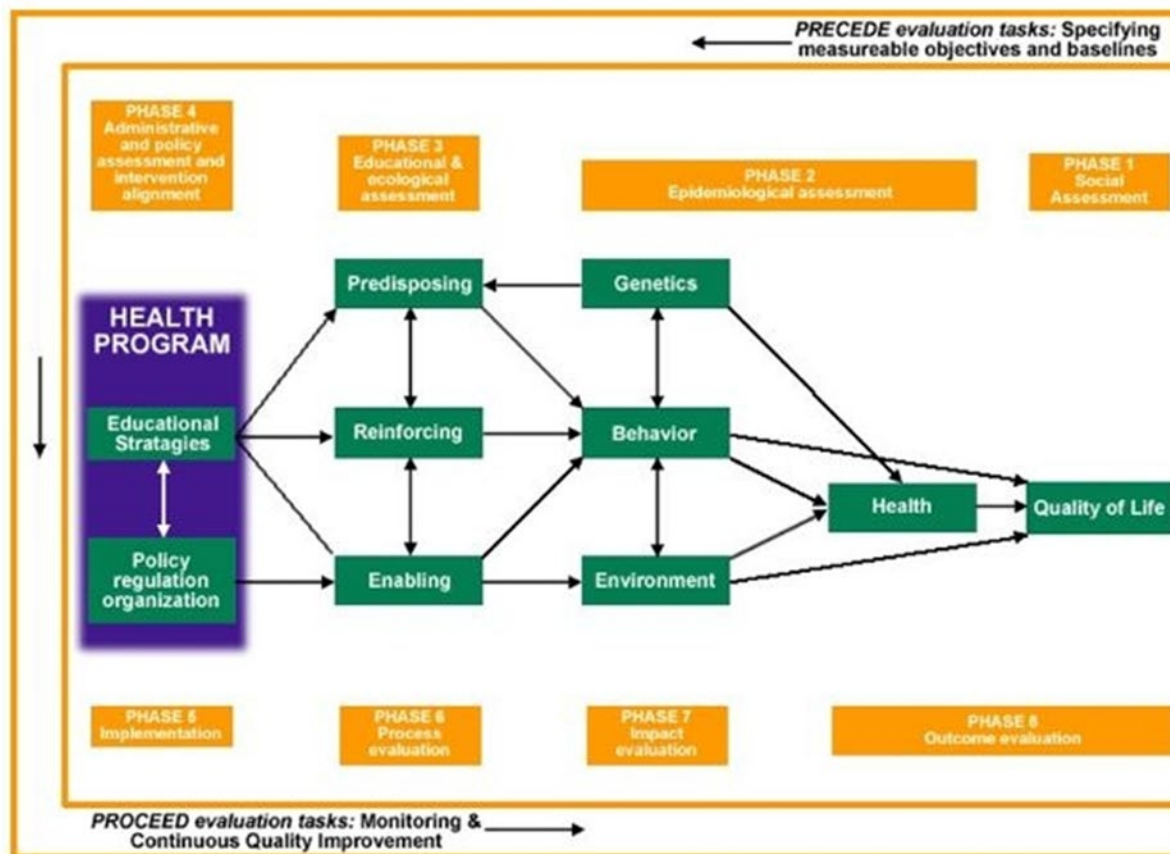 PRECEDE evaluation tasks: Specifying
measureable objectives and baselines
PHASE 4
Administrative
and policy
assessment and
intervention
alignment
PHASE 3
Educational &
ecological
assessment
PHASE 2
Epidemiological assessment
PHASE 1
Social
Assessment
HEALTH
PROGRAM
Predisposing
Genetics
Educational
Stratagies
Reinforcing
Behavior
Health
Quality of Life
Policy
regulation
organization
Enabling
Environment
PHASE 5
Implementation
PHASE 6
Process
evaluation
PHASE 7
Impact
evaluation
PHASE 8
Outcome evaluation
PROCEED evaluation tasks: Monitoring &
Continuous Quality Improvement